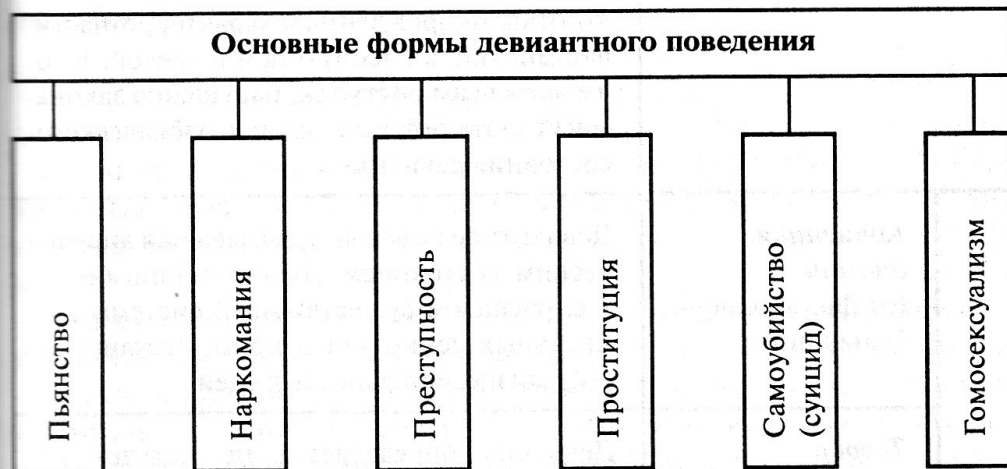 Основные формы девиантного поведения
Пьянство
Наркомания
Преступность
Проституция
Самоубийство
(суицид)
Гомосексуализм